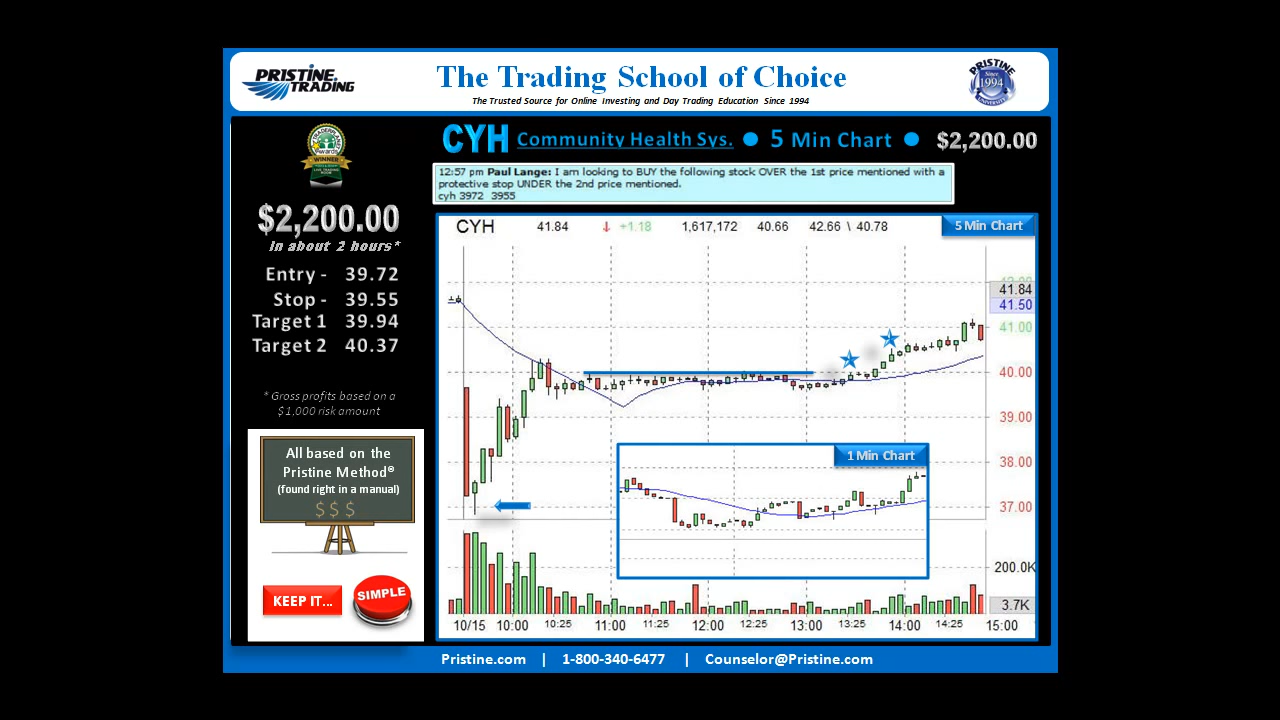 PRISTINE
TRADING
The Trading School of Choice
The Trusted Source for Online Investing and Day Trading Education Since 1994
PRISTINE
Since
1994
UNIVERSITY
Awards
WINNER
$2,200.00
In about 2 hours*
Entry - 39.72
Stop - 39.55
Target 1 39.94
Target 2 40.37
* Gross profits based on a
$1,000 risk amount
All based on the
Pristine Method®
(found right in a manual)
$ $ $
KEEP IT...
SIMPLE
CYH Community Health Sys. ● 5 Min Chart ● $2,200.00
12:57 pm Paul Lange: I am looking to BUY the following stock OVER the 1st price mentioned with a
protective stop UNDER the 2nd price mentioned.
cyh 3972 3955
CYH 41.84 ↓ +1.18 1,617,172 40.66 42.66 \ 40.78
5 Min Chart
42.00
41.84
41.50
41.00
40.00
39.00
38.00
37.00
1 Min Chart
200.0K
3.7K
10/15 10:00 10:25 11:00 11:25 12:00 12:25 13:00 13:25 14:00 14:25 15:00
Pristine.com | 1-800-340-6477 | Counselor@Pristine.com